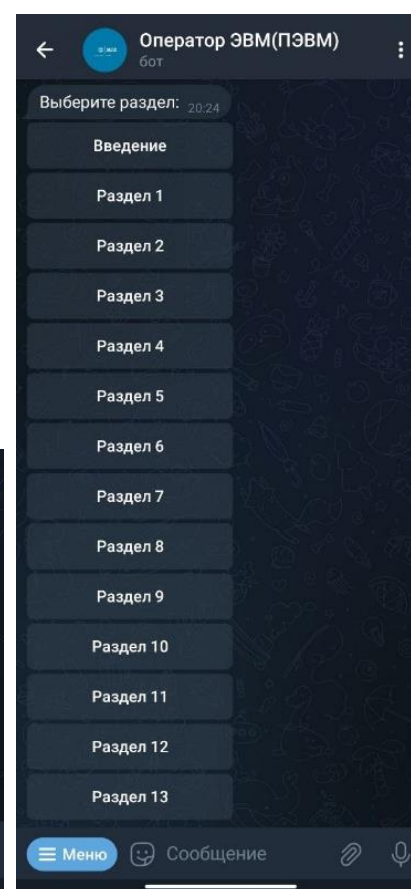 Оператор ЭВМ(ПЭВМ)
бот
Выберите раздел: 20:24
Введение
Раздел 1
Раздел 2
Раздел 3
Раздел 4
Раздел 5
Раздел 6
Раздел 7
Раздел 8
Раздел 9
Раздел 10
Раздел 11
Раздел 12
Раздел 13
Меню Сообщение